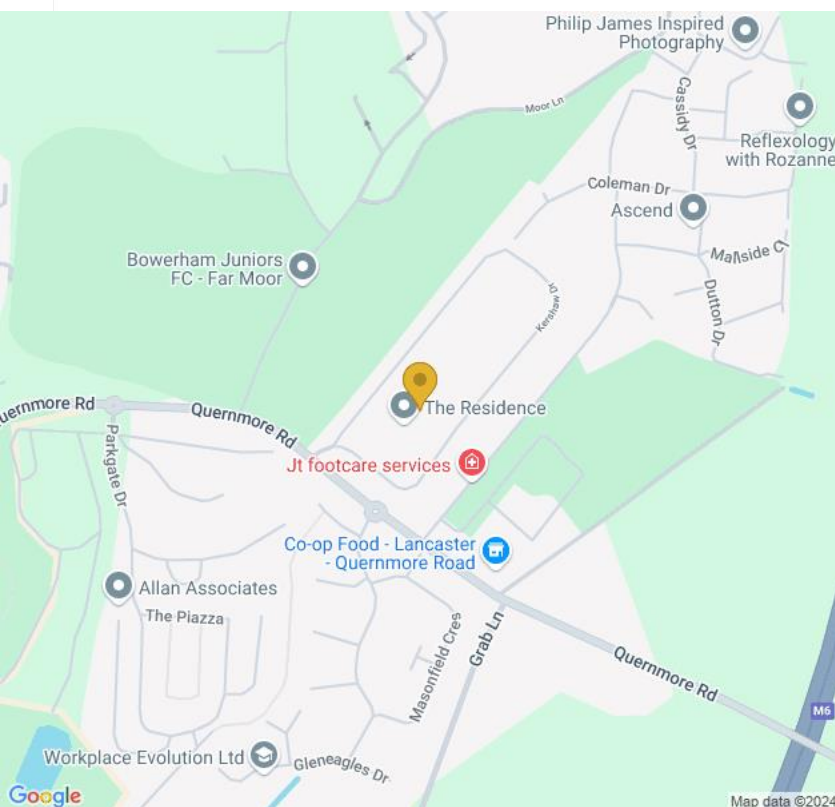 Philip James Inspired
Photography
Moor Ln
Cassidy Dr
Reflexology
with Rozanne
Coleman Dr
Ascend
Mallside Cl
Bowerham Juniors
FC - Far Moor
Kershaw Dr
Dutton Dr
uernmore Rd
Quernmore Rd
The Residence
Parkgate Dr
Jt footcare services
Co-op Food - Lancaster
- Quernmore Road
Allan Associates
The Piazza
Masonfield Cres
Grab Ln
Quernmore Rd
M6
Workplace Evolution Ltd
Gleneagles Dr
Google
Map data ©2024